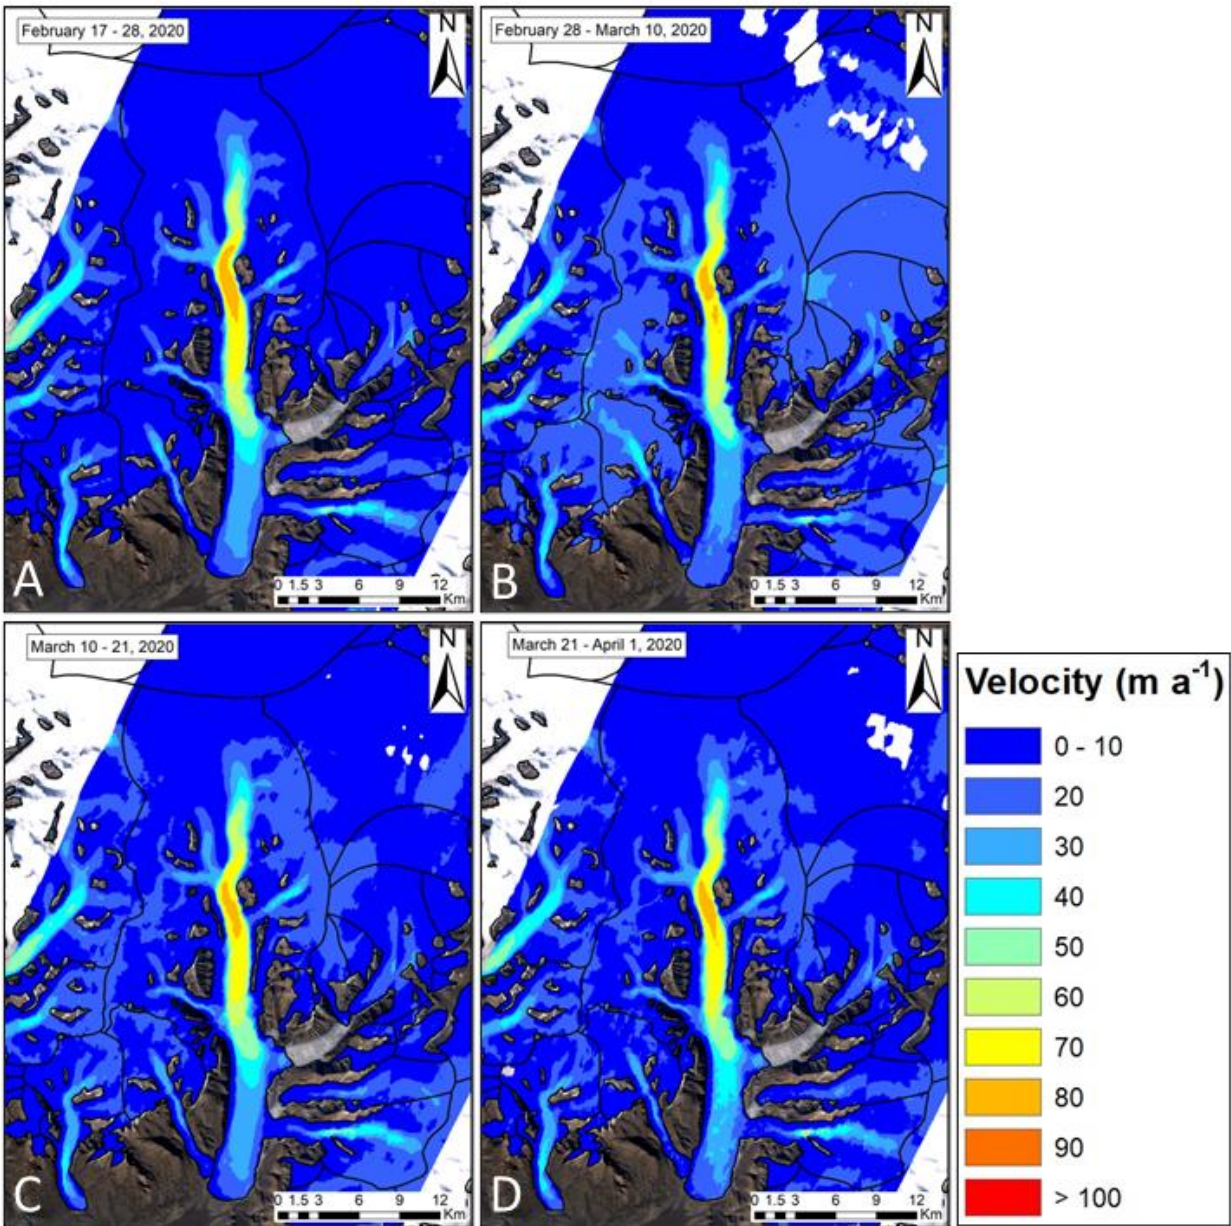 February 17 - 28, 2020
N
A
0 1.5 3 6 9 12
Km
February 28 - March 10, 2020
N
B
0 1.5 3 6 9 12
Km
March 10 - 21, 2020
N
C
0 1.5 3 6 9 12
Km
March 21 - April 1, 2020
N
D
0 1.5 3 6 9 12
Km
Velocity (m a⁻¹)
0 - 10
20
30
40
50
60
70
80
90
> 100